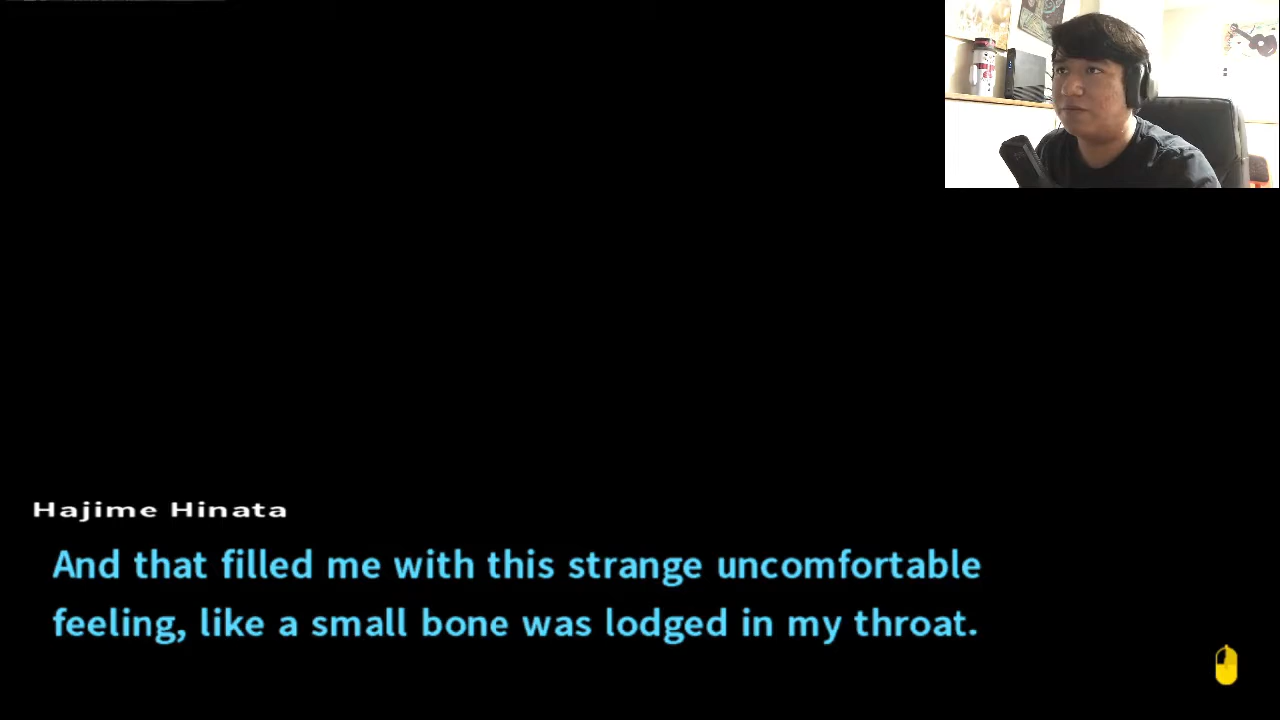 Hajime Hinata
And that filled me with this strange uncomfortable
feeling, like a small bone was lodged in my throat.